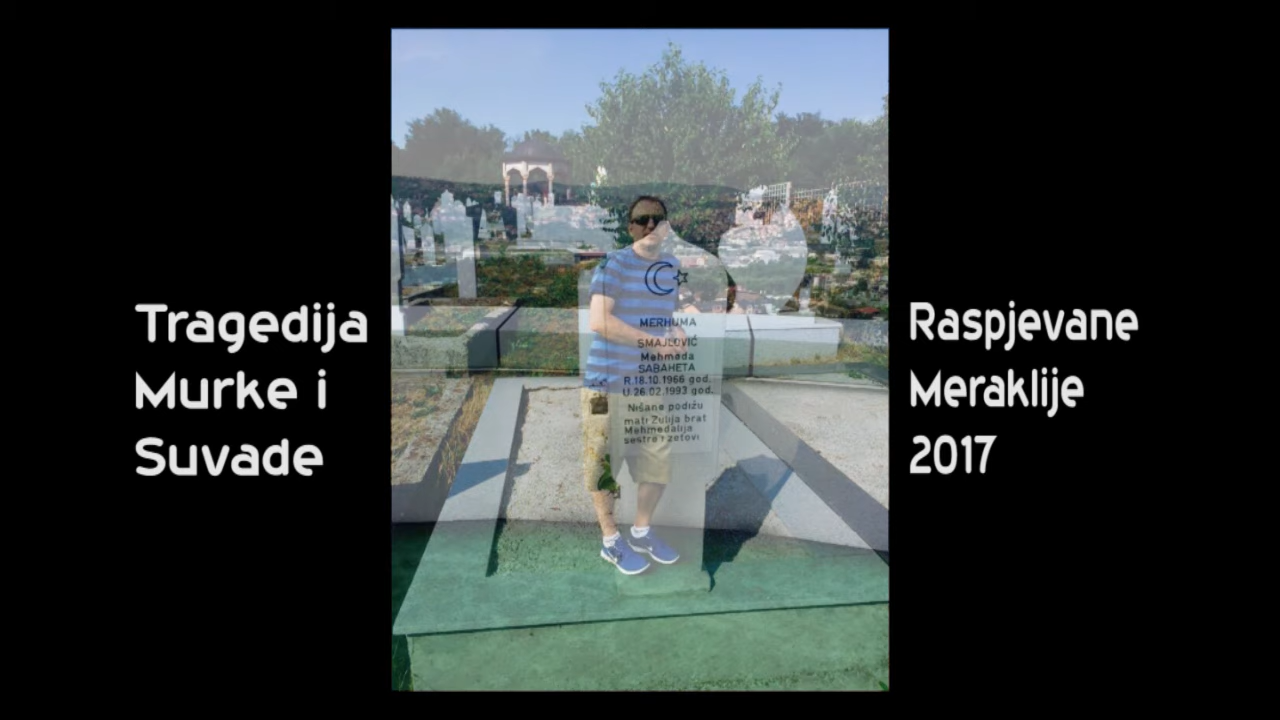 Tragedija
Murke i
Suvade
MERHUMA
SMAJLOVIĆ
Mehmeda
SABAHETA
R.18.10.1966 god.
U.26.02.1993 god.
Nišane podižu
mati Zulija brat
Mehmedalija
sestre i zetovi
Raspjevane
Meraklije
2017